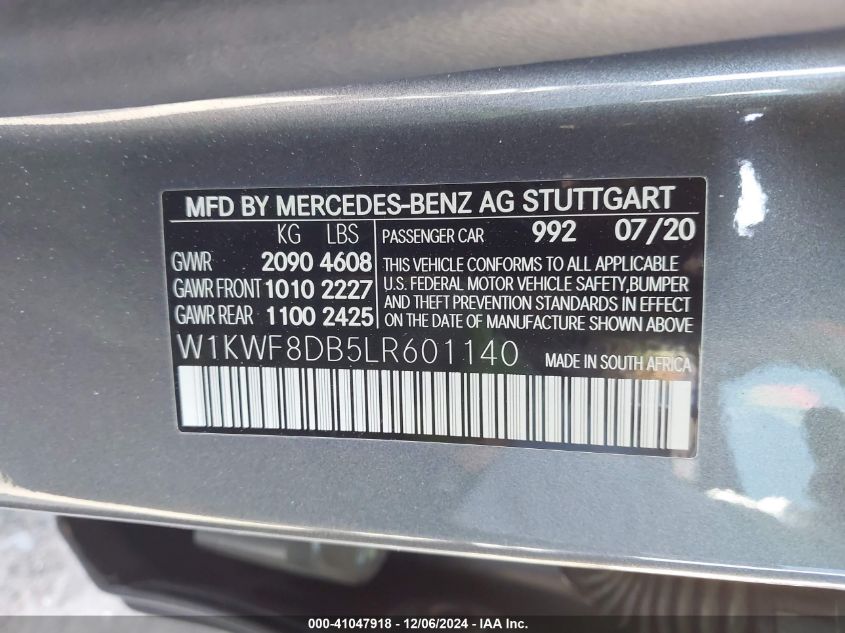 MFD BY MERCEDES-BENZ AG STUTTGART
KG LBS
GVWR 2090 4608
GAWR FRONT 1010 2227
GAWR REAR 1100 2425
PASSENGER CAR 992 07/20
THIS VEHICLE CONFORMS TO ALL APPLICABLE
U.S. FEDERAL MOTOR VEHICLE SAFETY,BUMPER
AND THEFT PREVENTION STANDARDS IN EFFECT
ON THE DATE OF MANUFACTURE SHOWN ABOVE
W1KWF8DB5LR601140 MADE IN SOUTH AFRICA
000-41047918 - 12/06/2024 - IAA Inc.